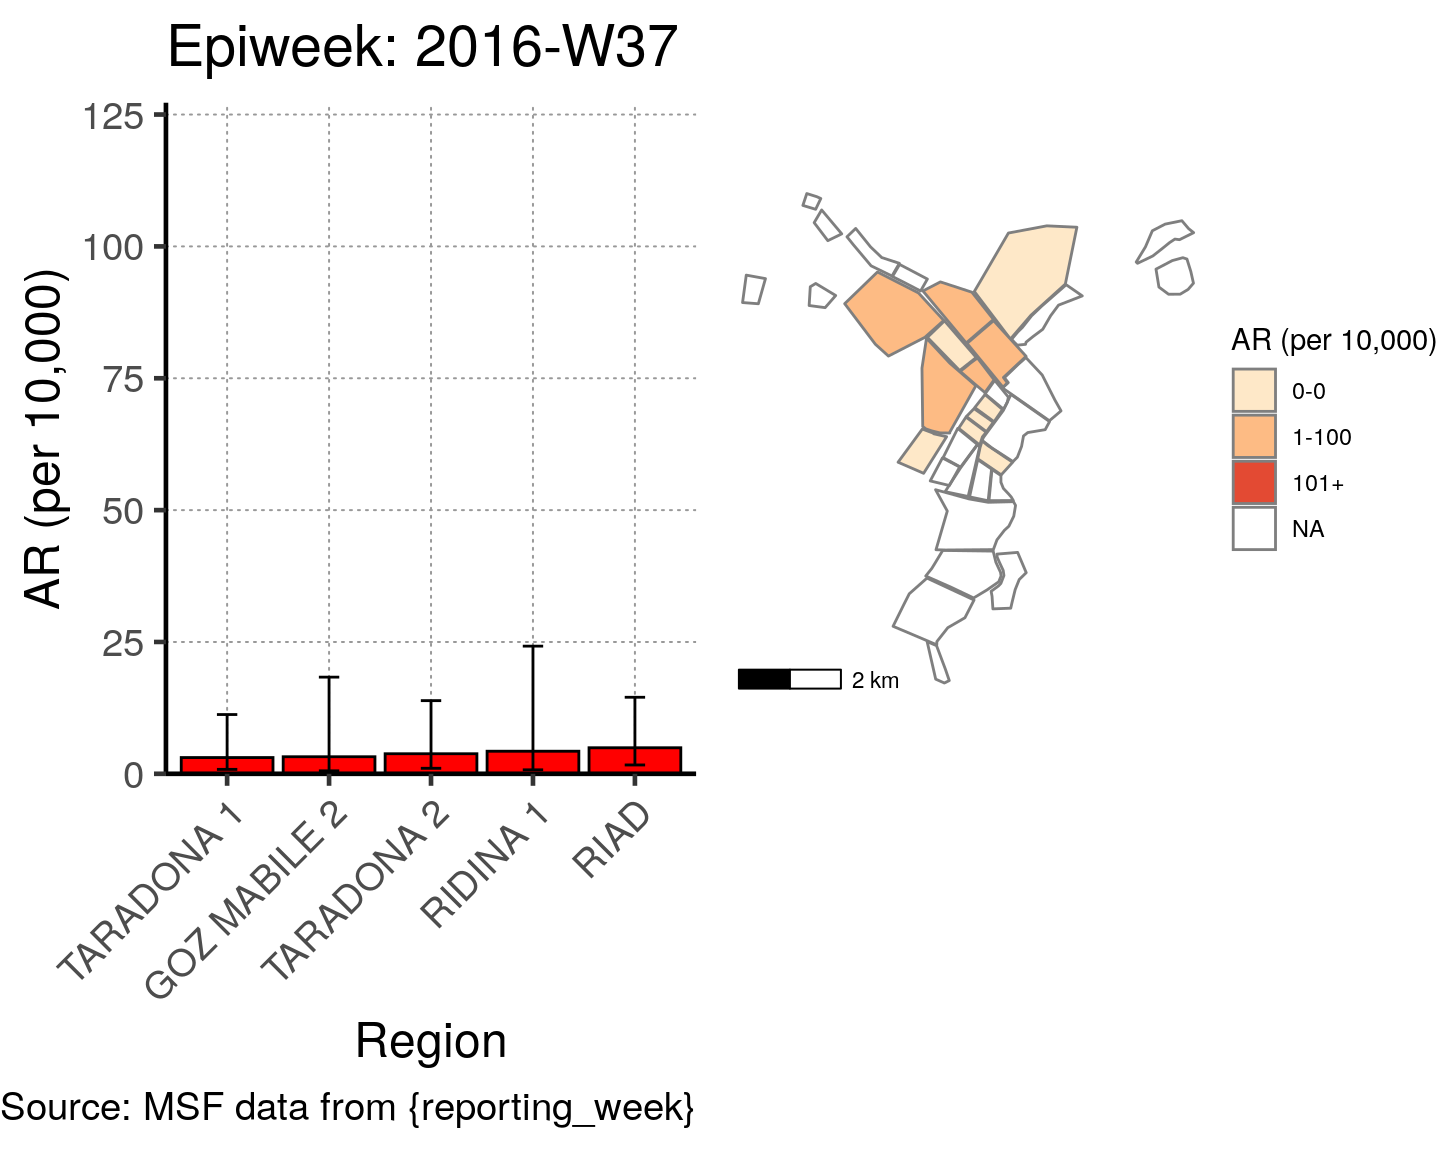 Epiweek: 2016-W37
AR (per 10,000)
125
100
75
50
25
0
TARADONA 1
GOZ MABILE 2
TARADONA 2
RIDINA 1
RIAD
Region
Source: MSF data from {reporting_week}
2 km
AR (per 10,000)
0-0
1-100
101+
NA